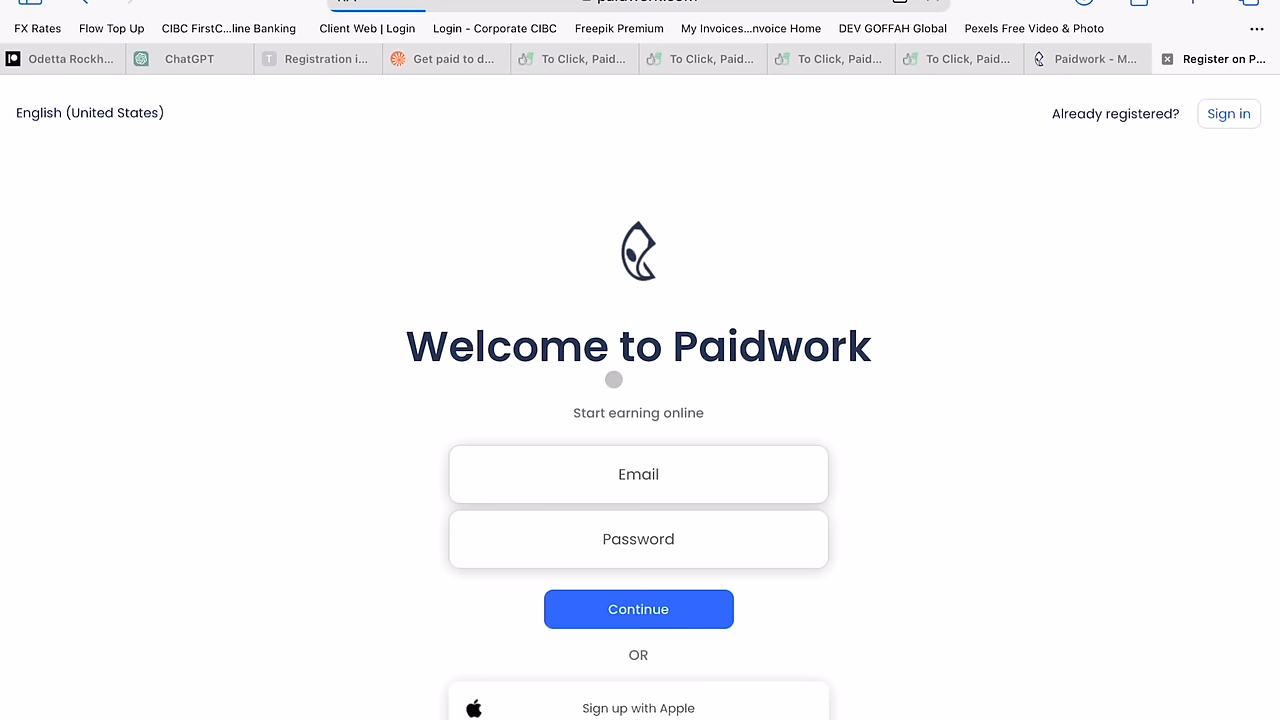 FX Rates Flow Top Up CIBC FirstC...line Banking Client Web | Login Login - Corporate CIBC Freepik Premium My Invoices...nvoice Home DEV GOFFAH Global Pexels Free Video & Photo ...
Odetta Rockh... ChatGPT Registration i... Get paid to d... To Click, Paid... To Click, Paid... To Click, Paid... To Click, Paid... Paidwork - M... Register on P...
English (United States) Already registered? Sign in
Welcome to Paidwork
Start earning online
Email
Password
Continue
OR
Sign up with Apple